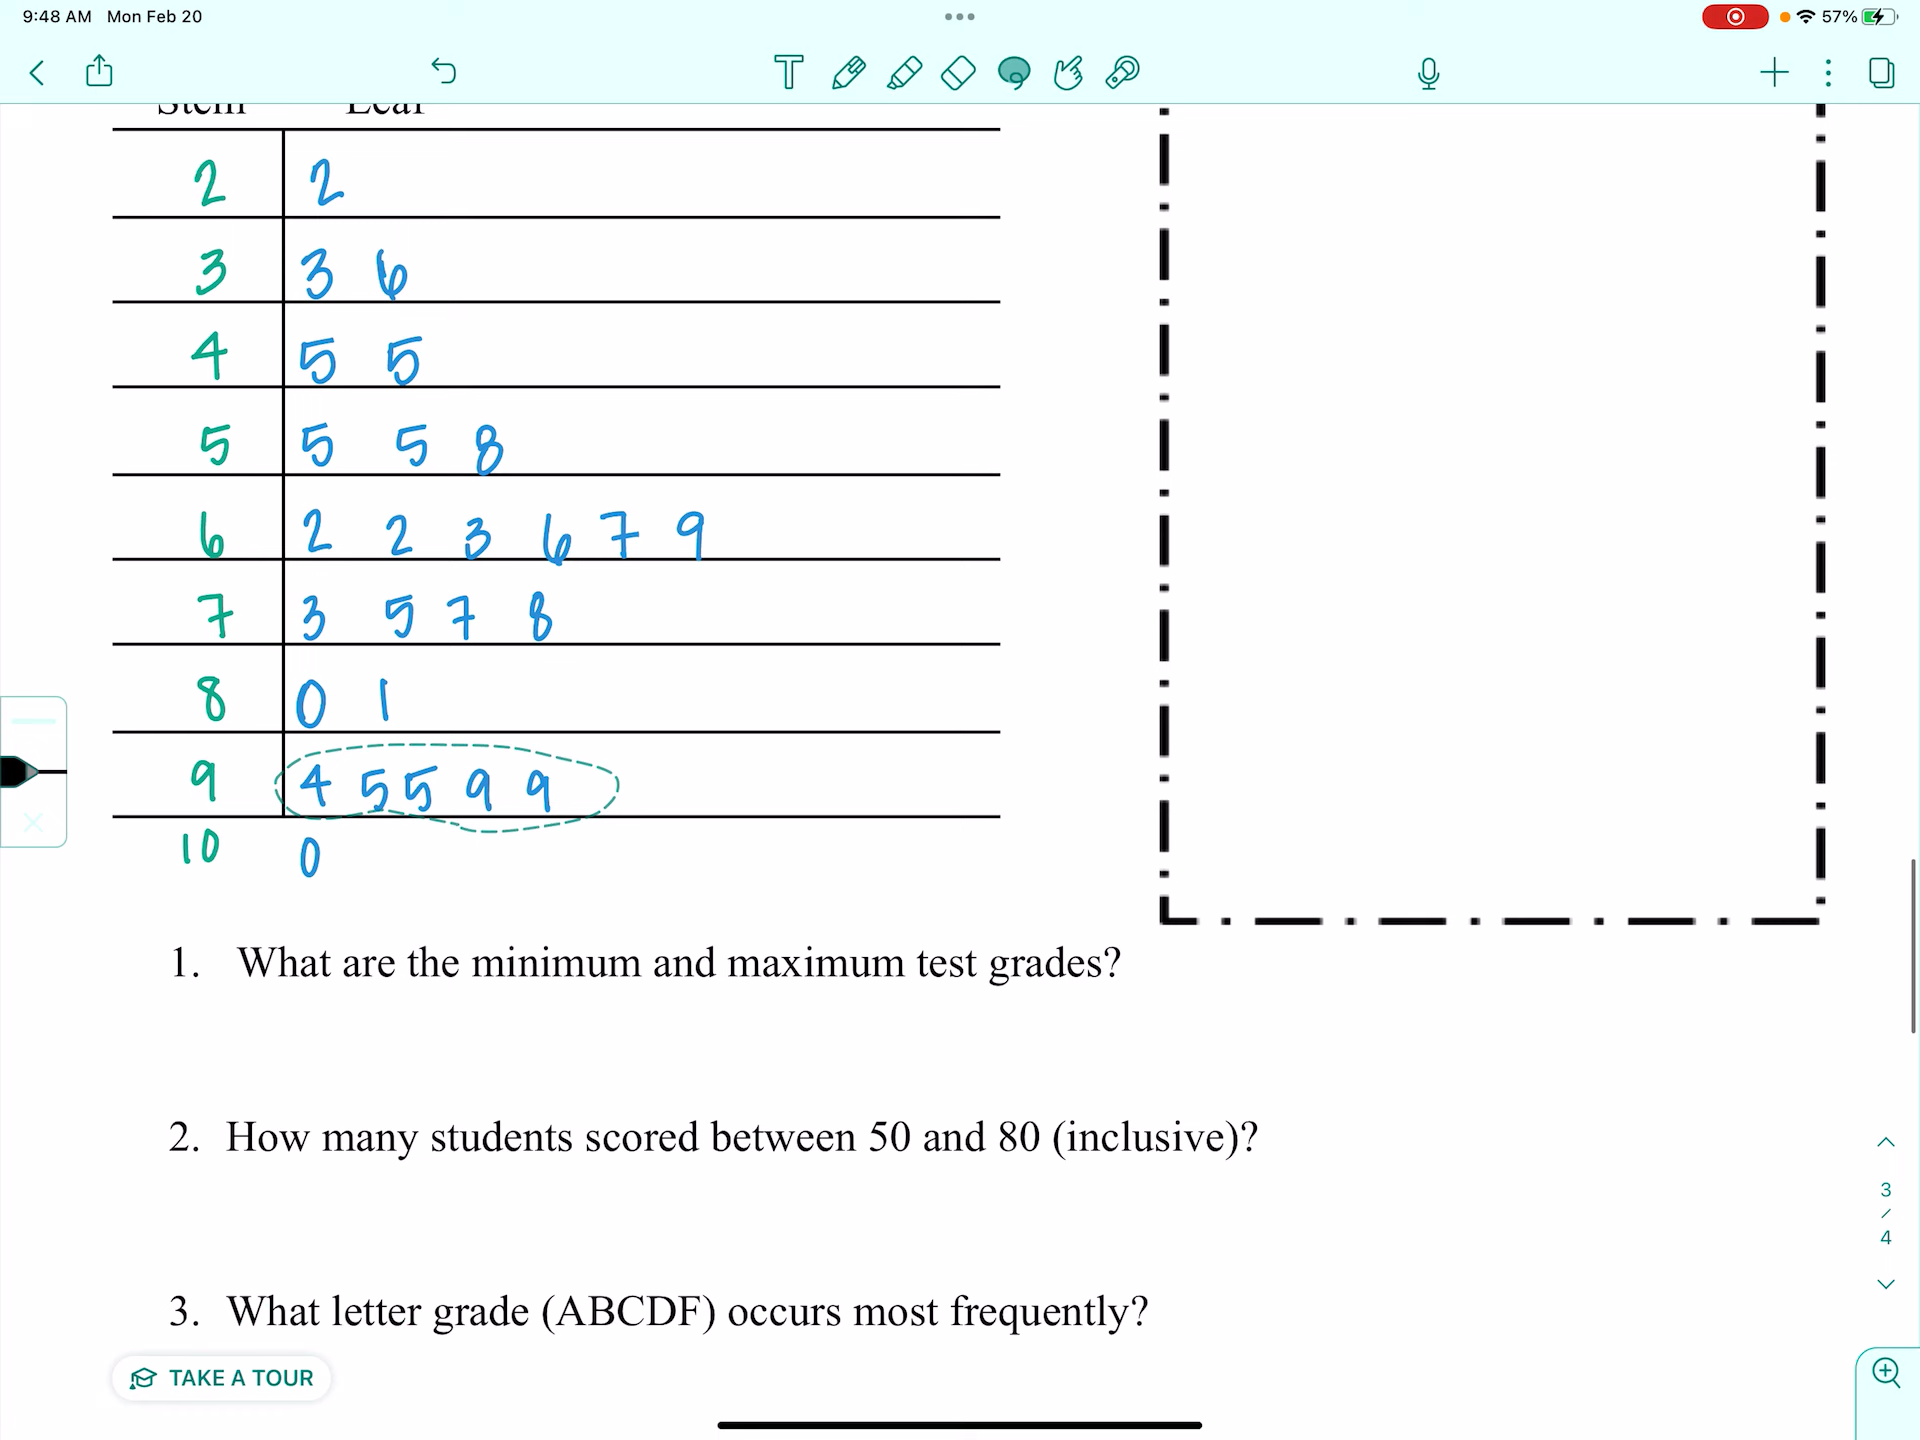 9:48 AM Mon Feb 20
57%
T
Stem Leaf
2 2
3 3 6
4 5 5
5 5 5 8
6 2 2 3 6 7 9
7 3 5 7 8
8 0 1
9 4 5 5 9 9
10 0
1. What are the minimum and maximum test grades?
2. How many students scored between 50 and 80 (inclusive)?
3. What letter grade (ABCDF) occurs most frequently?
3 / 4
TAKE A TOUR